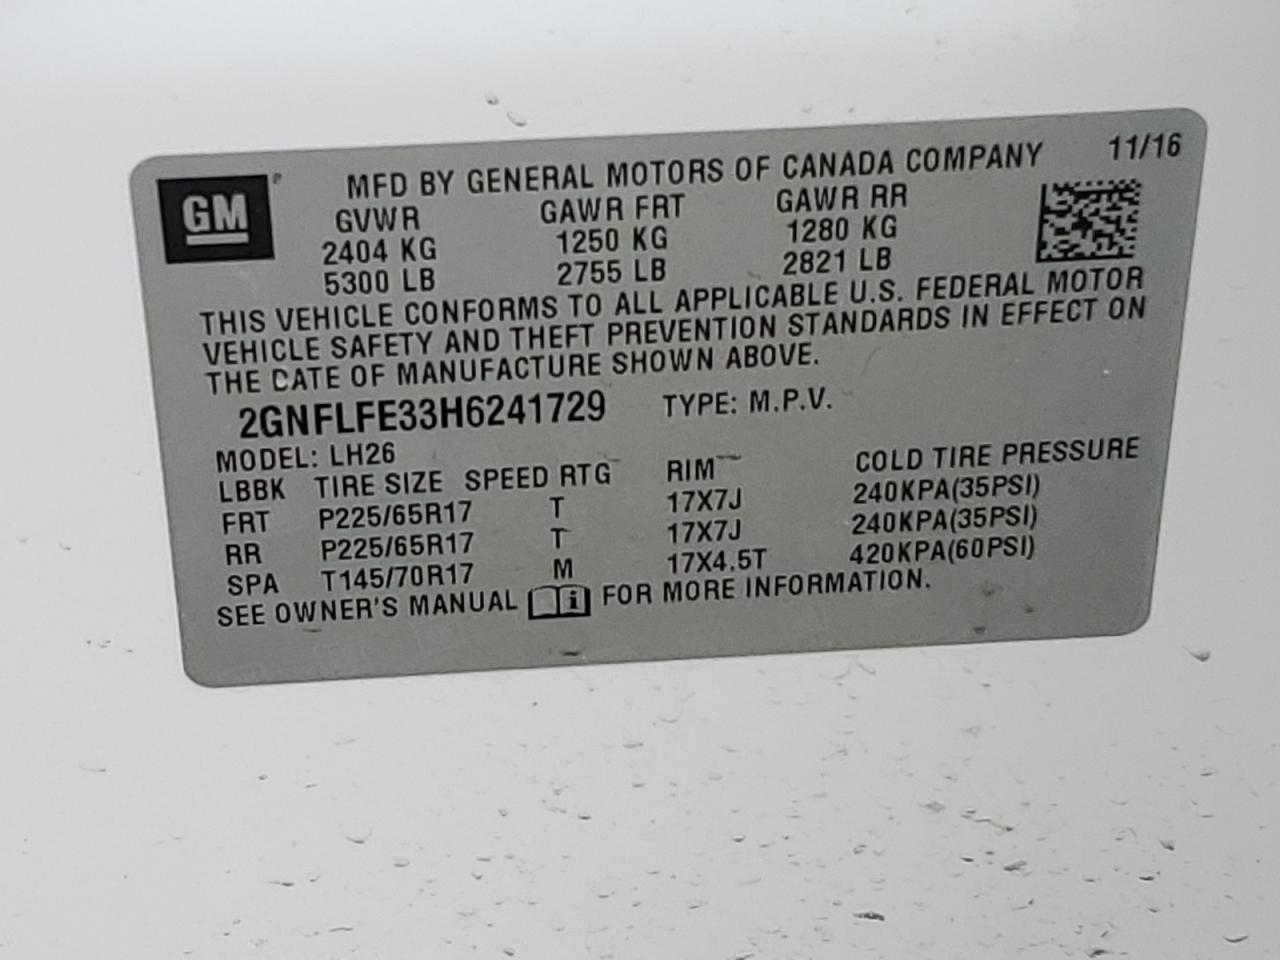 GM
MFD BY GENERAL MOTORS OF CANADA COMPANY 11/16
GVWR GAWR FRT GAWR RR
2404 KG 1250 KG 1280 KG
5300 LB 2755 LB 2821 LB
THIS VEHICLE CONFORMS TO ALL APPLICABLE U.S. FEDERAL MOTOR
VEHICLE SAFETY AND THEFT PREVENTION STANDARDS IN EFFECT ON
THE DATE OF MANUFACTURE SHOWN ABOVE.
2GNFLFE33H6241729 TYPE: M.P.V.
MODEL: LH26
LBBK TIRE SIZE SPEED RTG RIM COLD TIRE PRESSURE
FRT P225/65R17 T 17X7J 240KPA(35PSI)
RR P225/65R17 T 17X7J 240KPA(35PSI)
SPA T145/70R17 M 17X4.5T 420KPA(60PSI)
SEE OWNER'S MANUAL i FOR MORE INFORMATION.